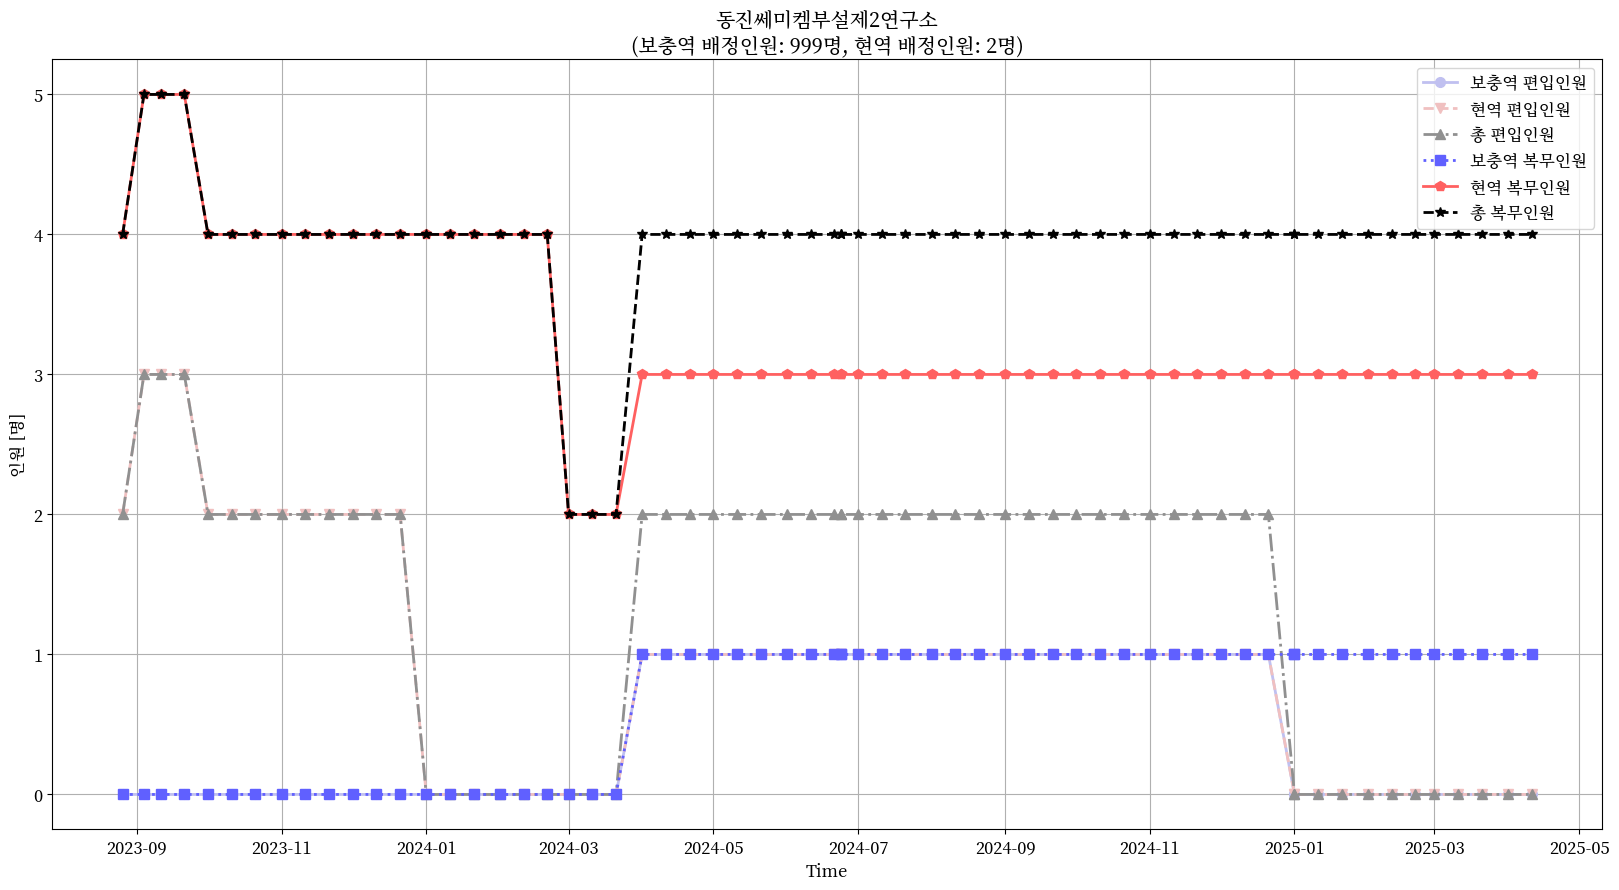 동진쎄미켐부설제2연구소
(보충역 배정인원: 999명, 현역 배정인원: 2명)
보충역 편입인원
현역 편입인원
총 편입인원
보충역 복무인원
현역 복무인원
총 복무인원
인원 [명]
5
4
3
2
1
0
2023-09
2023-11
2024-01
2024-03
2024-05
2024-07
2024-09
2024-11
2025-01
2025-03
2025-05
Time